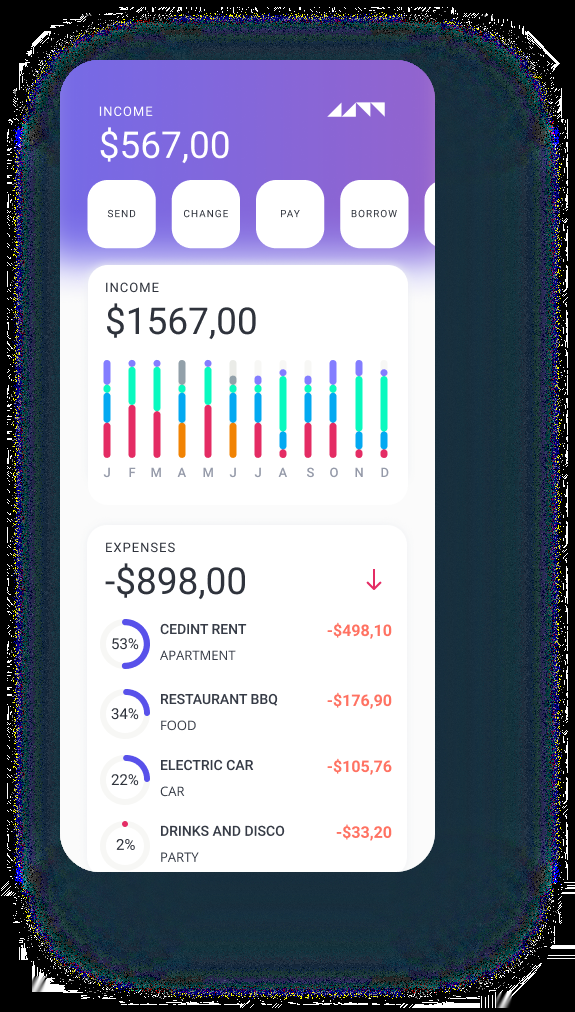 INCOME
$567,00
SEND CHANGE PAY BORROW
INCOME
$1567,00
J F M A M J J A S O N D
EXPENSES
-$898,00
53% CEDINT RENT -$498,10
APARTMENT
34% RESTAURANT BBQ -$176,90
FOOD
22% ELECTRIC CAR -$105,76
CAR
2% DRINKS AND DISCO -$33,20
PARTY